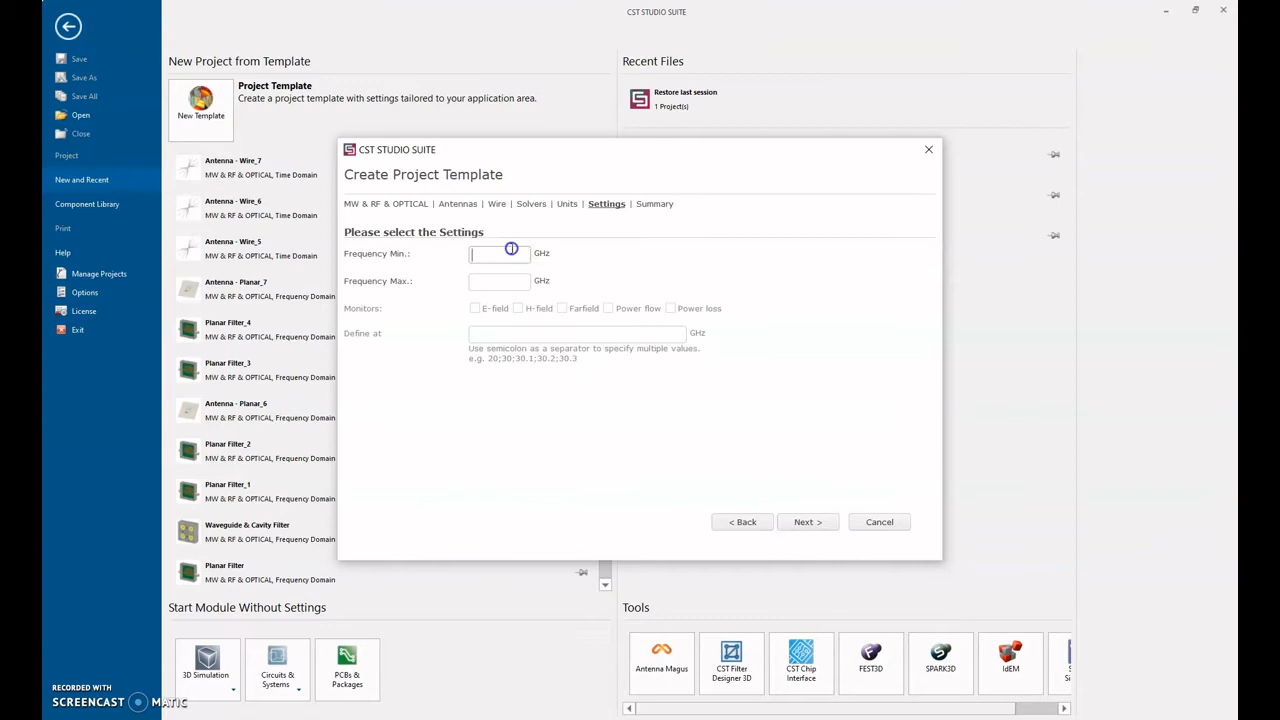 CST STUDIO SUITE
Save
Save As
Save All
Open
Close
Project
New and Recent
Component Library
Print
Help
Manage Projects
Options
License
Exit
New Project from Template
New Template
Project Template
Create a project template with settings tailored to your application area.
Antenna - Wire_7
MW & RF & OPTICAL, Time Domain
Antenna - Wire_6
MW & RF & OPTICAL, Time Domain
Antenna - Wire_5
MW & RF & OPTICAL, Time Domain
Antenna - Planar_7
MW & RF & OPTICAL, Frequency Domain
Planar Filter_4
MW & RF & OPTICAL, Frequency Domain
Planar Filter_3
MW & RF & OPTICAL, Frequency Domain
Antenna - Planar_6
MW & RF & OPTICAL, Frequency Domain
Planar Filter_2
MW & RF & OPTICAL, Frequency Domain
Planar Filter_1
MW & RF & OPTICAL, Frequency Domain
Waveguide & Cavity Filter
MW & RF & OPTICAL, Frequency Domain
Planar Filter
MW & RF & OPTICAL, Frequency Domain
Recent Files
Restore last session
1 Project(s)
CST STUDIO SUITE
Create Project Template
MW & RF & OPTICAL | Antennas | Wire | Solvers | Units | Settings | Summary
Please select the Settings
Frequency Min.: GHz
Frequency Max.: GHz
Monitors: E-field H-field Farfield Power flow Power loss
Define at GHz
Use semicolon as a separator to specify multiple values.
e.g. 20;30;30.1;30.2;30.3
< Back Next > Cancel
Start Module Without Settings
3D Simulation
Circuits &
Systems
PCBs &
Packages
Tools
Antenna Magus
CST Filter
Designer 3D
CST Chip
Interface
FEST3D
SPARK3D
IdEM
RECORDED WITH
SCREENCAST MATIC